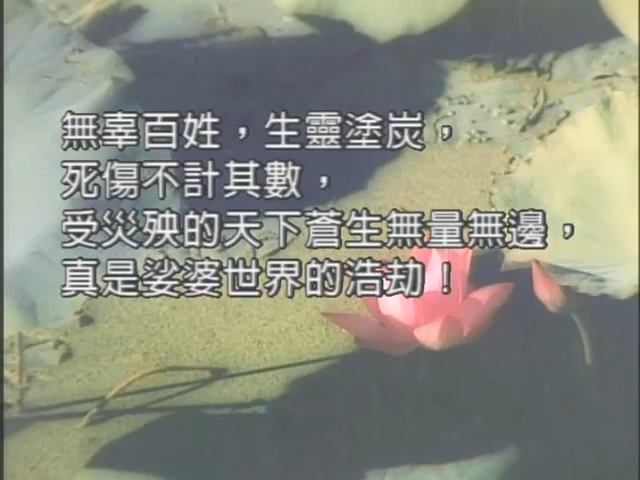 無辜百姓，生靈塗炭，
死傷不計其數，
受災殃的天下蒼生無量無邊，
真是娑婆世界的浩劫！